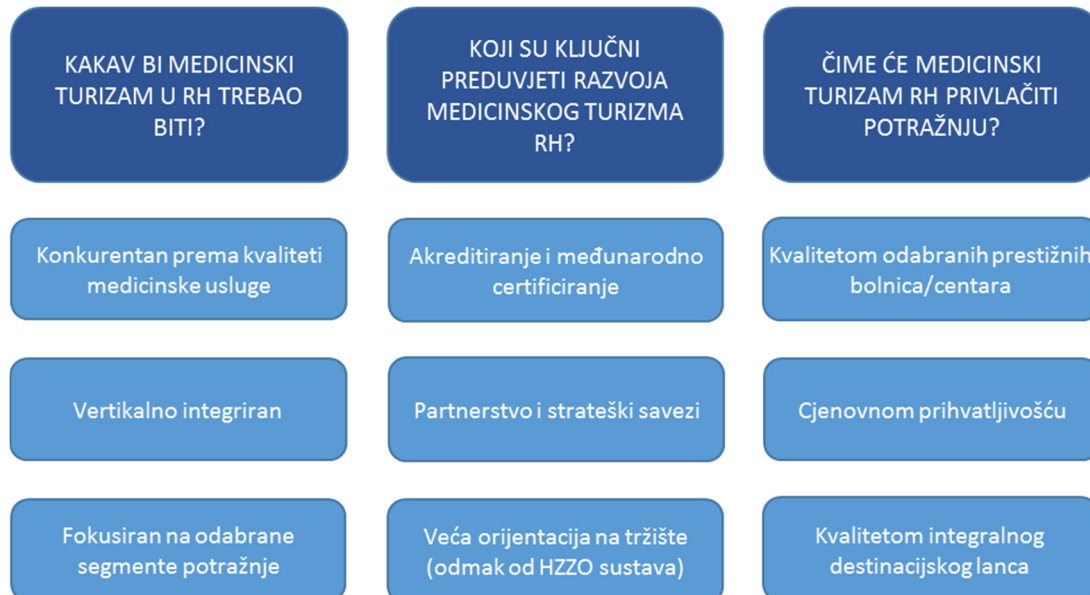 KAKAV BI MEDICINSKI
TURIZAM U RH TREBAO
BITI?
Konkurentan prema kvaliteti
medicinske usluge
Vertikalno integriran
Fokusiran na odabrane
segmente potražnje
KOJI SU KLJUČNI
PREDUVJETI RAZVOJA
MEDICINSKOG TURIZMA
RH?
Akreditiranje i međunarodno
certificiranje
Partnerstvo i strateški savezi
Veća orijentacija na tržište
(odmak od HZZO sustava)
ČIME ĆE MEDICINSKI
TURIZAM RH PRIVLAČITI
POTRAŽNJU?
Kvalitetom odabranih prestižnih
bolnica/centara
Cjenovnom prihvatljivošću
Kvalitetom integralnog
destinacijskog lanca